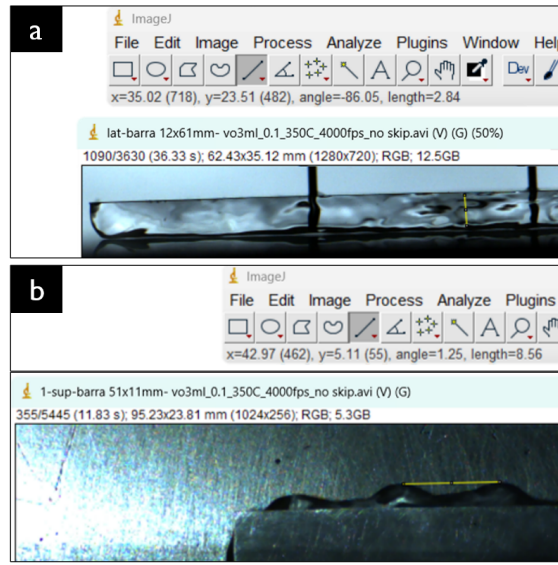 a
ImageJ
File Edit Image Process Analyze Plugins Window Help
Dev
x=35.02 (718), y=23.51 (482), angle=-86.05, length=2.84
lat-barra 12x61mm- vo3ml_0.1_350C_4000fps_no skip.avi (V) (G) (50%)
1090/3630 (36.33 s); 62.43x35.12 mm (1280x720); RGB; 12.5GB
b
ImageJ
File Edit Image Process Analyze Plugins
x=42.97 (462), y=5.11 (55), angle=1.25, length=8.56
1-sup-barra 51x11mm- vo3ml_0.1_350C_4000fps_no skip.avi (V) (G)
355/5445 (11.83 s); 95.23x23.81 mm (1024x256); RGB; 5.3GB